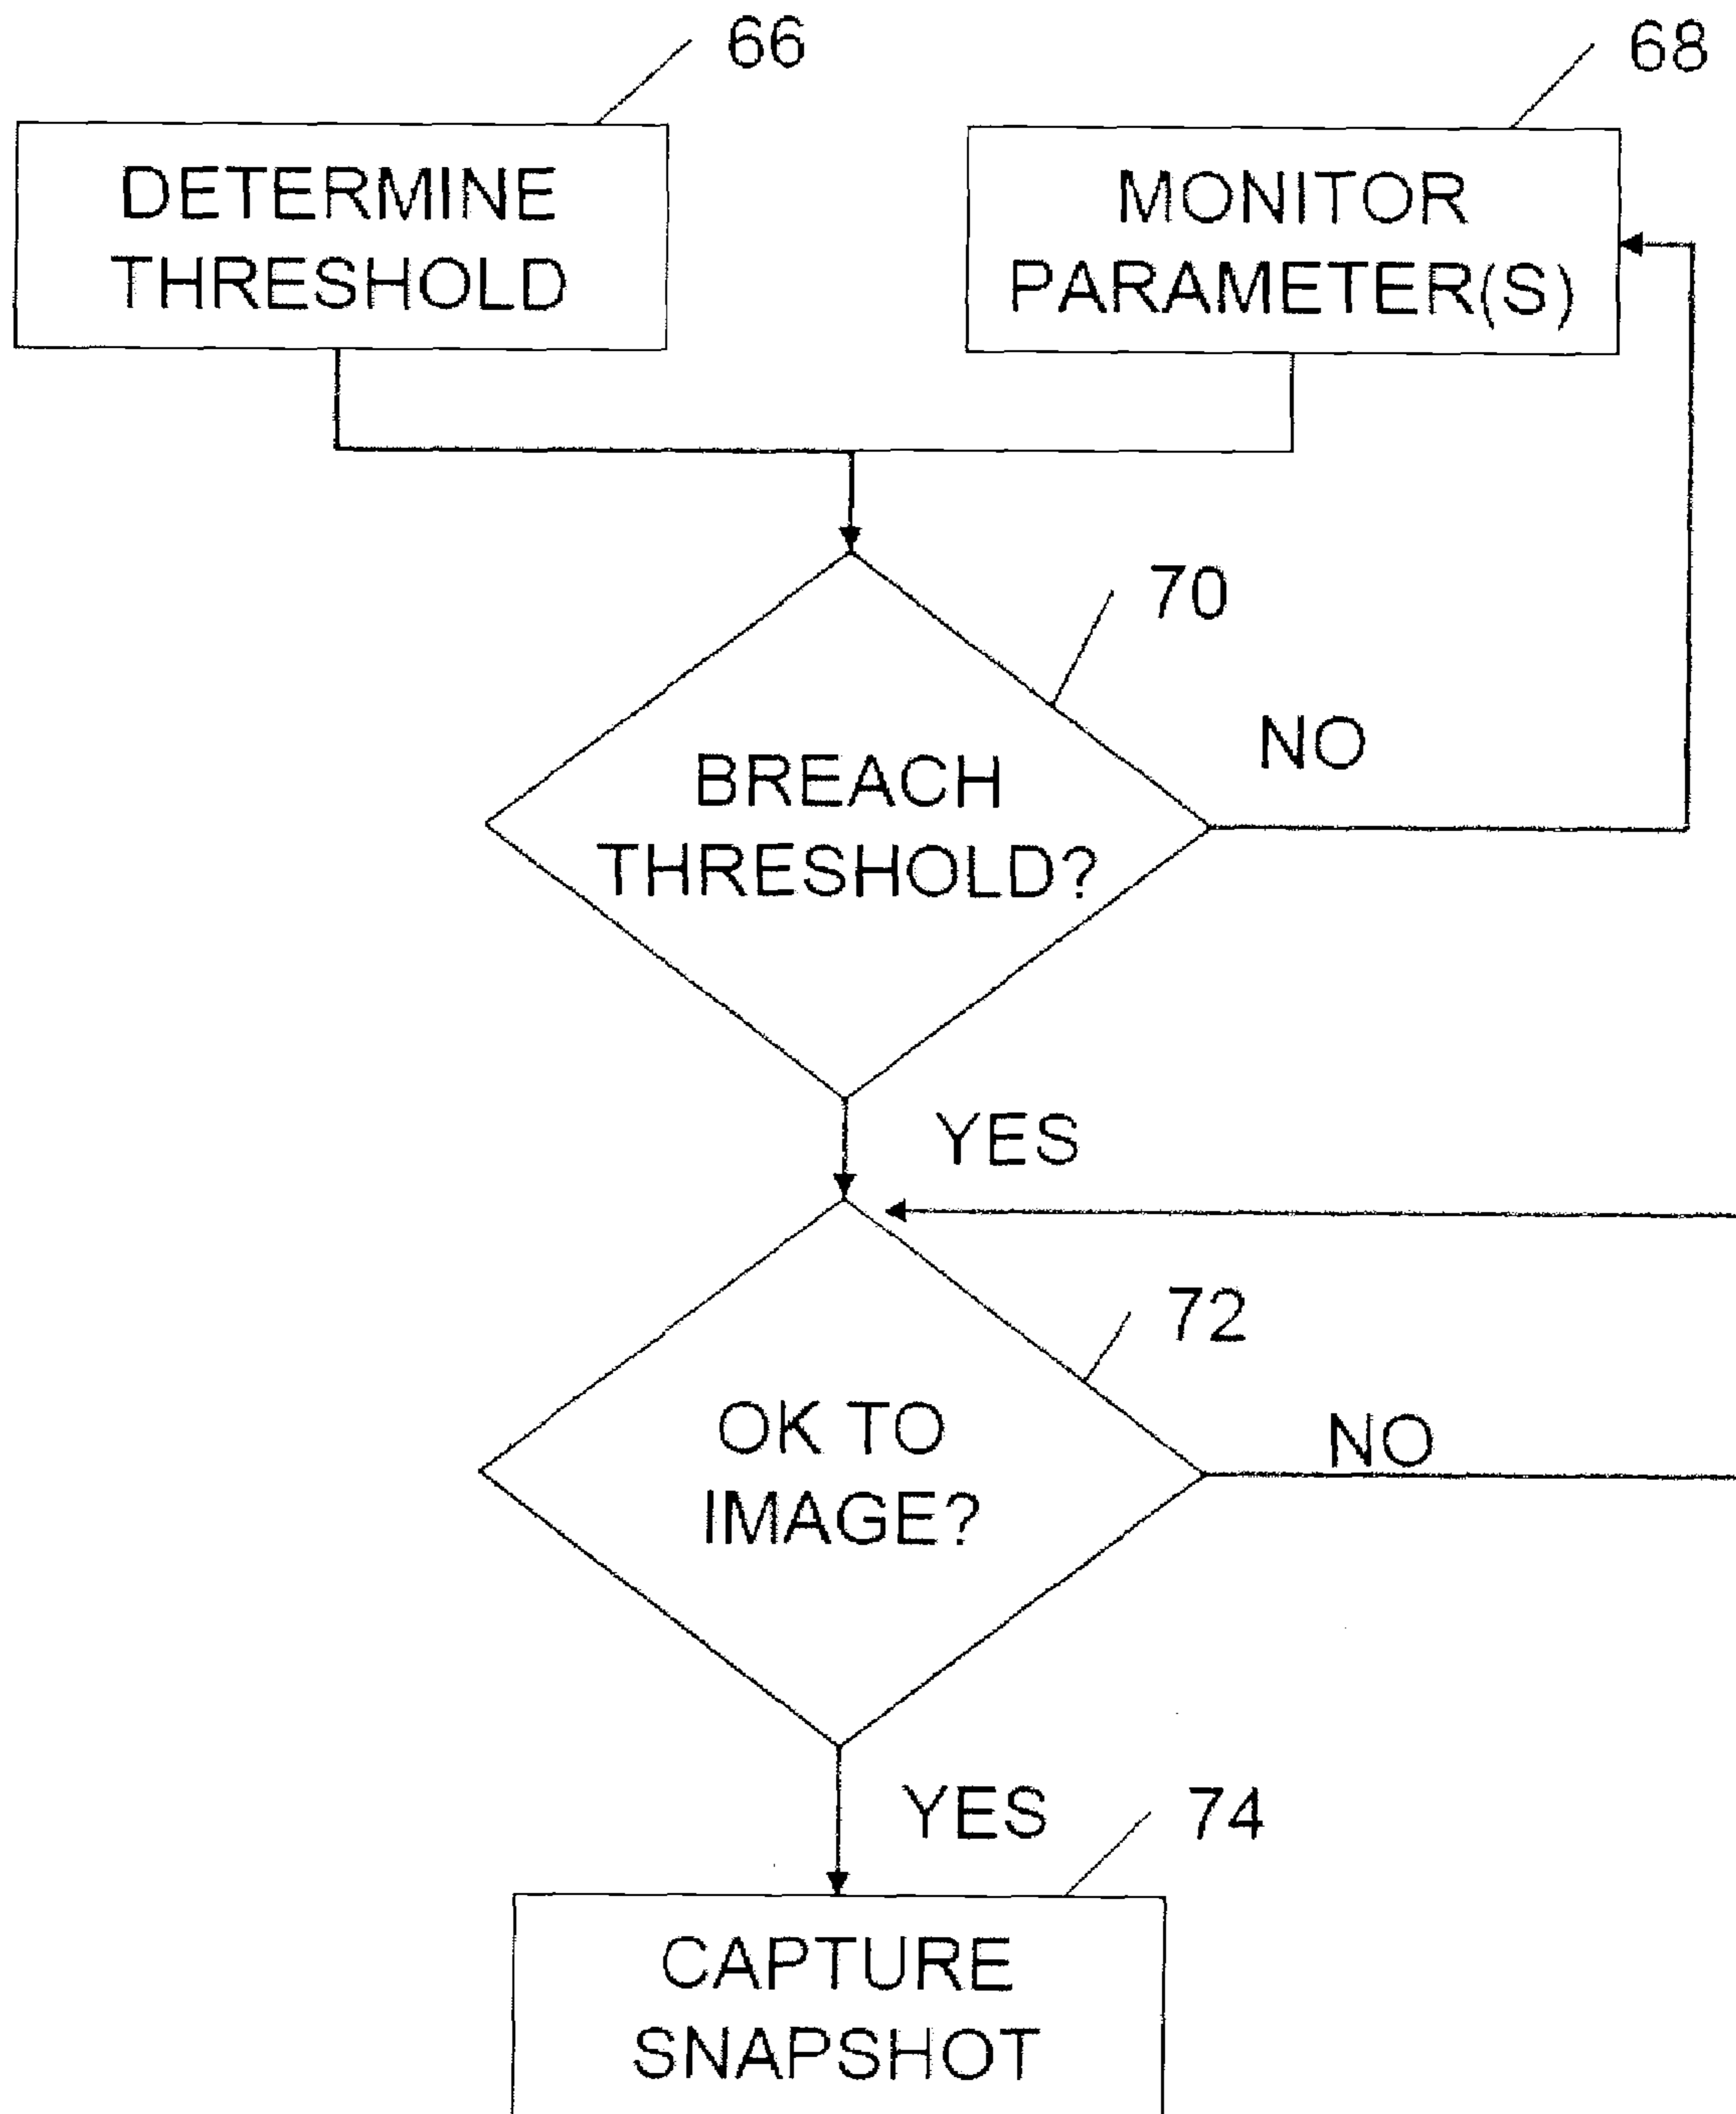 66
68
DETERMINE
THRESHOLD
MONITOR
PARAMETER(S)
70
NO
BREACH
THRESHOLD?
YES
72
OK TO
IMAGE?
NO
YES
74
CAPTURE
SNAPSHOT